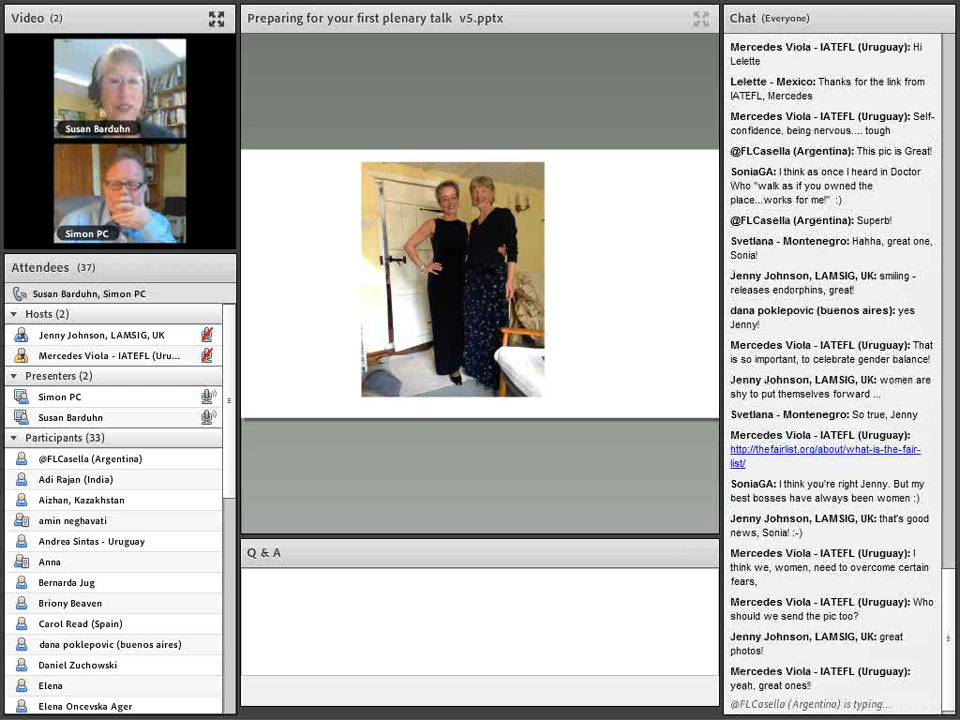 Video (2)
Susan Barduhn
Simon PC
Attendees (37)
Susan Barduhn, Simon PC
Hosts (2)
Jenny Johnson, LAMSIG, UK
Mercedes Viola - IATEFL (Uru...
Presenters (2)
Simon PC
Susan Barduhn
Participants (33)
@FLCasella (Argentina)
Adi Rajan (India)
Aizhan, Kazakhstan
amin neghavati
Andrea Sintas - Uruguay
Anna
Bernarda Jug
Briony Beaven
Carol Read (Spain)
dana poklepovic (buenos aires)
Daniel Zuchowski
Elena
Elena Oncevska Ager
Preparing for your first plenary talk v5.pptx
Q & A
Chat (Everyone)
Mercedes Viola - IATEFL (Uruguay): Hi
Lelette
Lelette - Mexico: Thanks for the link from
IATEFL, Mercedes
Mercedes Viola - IATEFL (Uruguay): Self-
confidence, being nervous.... tough
@FLCasella (Argentina): This pic is Great!
SoniaGA: I think as once I heard in Doctor
Who "walk as if you owned the
place...works for me!" :)
@FLCasella (Argentina): Superb!
Svetlana - Montenegro: Hahha, great one,
Sonia!
Jenny Johnson, LAMSIG, UK: smiling -
releases endorphins, great!
dana poklepovic (buenos aires): yes
Jenny!
Mercedes Viola - IATEFL (Uruguay): That
is so important, to celebrate gender balance!
Jenny Johnson, LAMSIG, UK: women are
shy to put themselves forward ...
Svetlana - Montenegro: So true, Jenny
Mercedes Viola - IATEFL (Uruguay):
http://thefairlist.org/about/what-is-the-fair-
list/
SoniaGA: I think you're right Jenny. But my
best bosses have always been women :)
Jenny Johnson, LAMSIG, UK: that's good
news, Sonia! :-)
Mercedes Viola - IATEFL (Uruguay): I
think we, women, need to overcome certain
fears,
Mercedes Viola - IATEFL (Uruguay): Who
should we send the pic too?
Jenny Johnson, LAMSIG, UK: great
photos!
Mercedes Viola - IATEFL (Uruguay):
yeah, great ones!!
@FLCasella (Argentina) is typing...